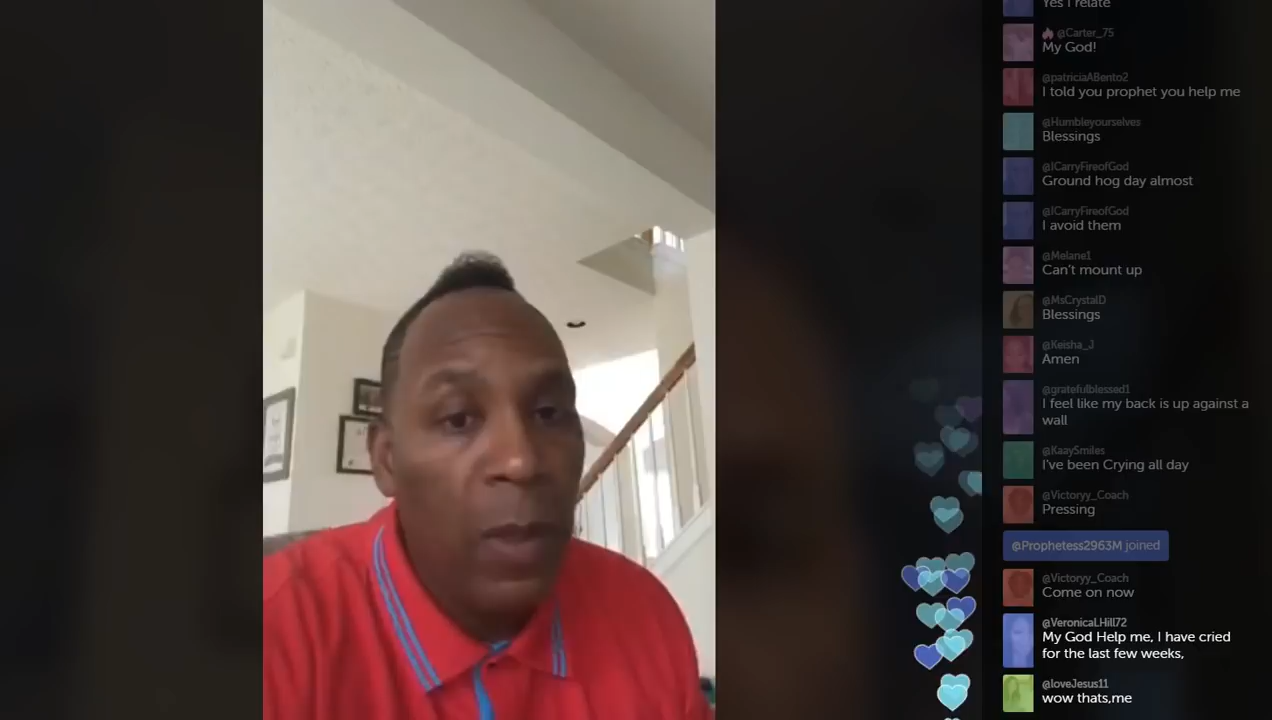 Yes I relate
@Carter_75
My God!
@patriciaABento2
I told you prophet you help me
@Humbleyourselves
Blessings
@ICarryFireofGod
Ground hog day almost
@ICarryFireofGod
I avoid them
@Melane1
Can't mount up
@MsCrystalD
Blessings
@Keisha_J
Amen
@gratefulblessed1
I feel like my back is up against a
wall
@KaaySmiles
I've been Crying all day
@Victoryy_Coach
Pressing
@Prophetess2963M joined
@Victoryy_Coach
Come on now
@VeronicaLHill72
My God Help me, I have cried
for the last few weeks,
@loveJesus11
wow thats,me